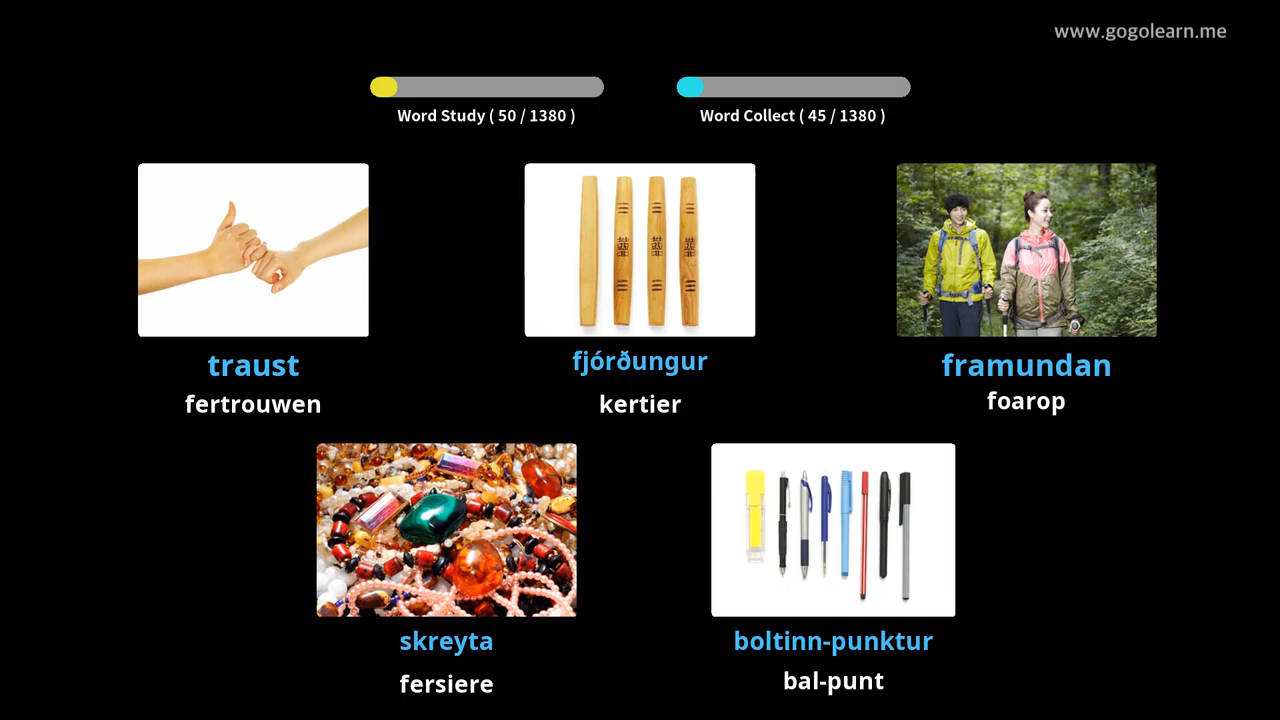 www.gogolearn.me
Word Study ( 50 / 1380 )
Word Collect ( 45 / 1380 )
traust
fertrouwen
fjórðungur
kertier
framundan
foarop
skreyta
fersiere
boltinn-punktur
bal-punt